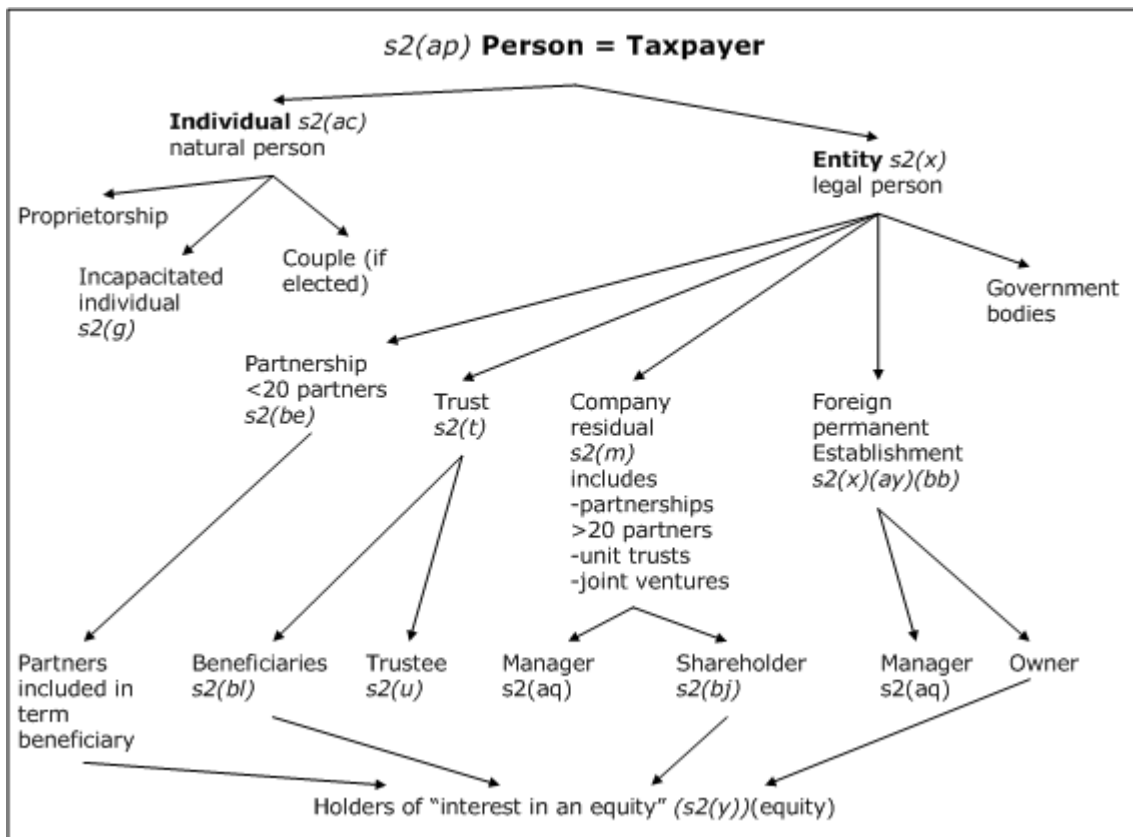 s2(ap) Person = Taxpayer
Individual s2(ac)
natural person
Entity s2(x)
legal person
Proprietorship
Incapacitated
individual
s2(g)
Couple (if
elected)
Government
bodies
Partnership
<20 partners
s2(be)
Trust
s2(t)
Company
residual
s2(m)
includes
-partnerships
>20 partners
-unit trusts
-joint ventures
Foreign
permanent
Establishment
s2(x)(ay)(bb)
Partners
included in
term
beneficiary
Beneficiaries
s2(bl)
Trustee
s2(u)
Manager
s2(aq)
Shareholder
s2(bj)
Manager
s2(aq)
Owner
Holders of “interest in an equity” (s2(y))(equity)